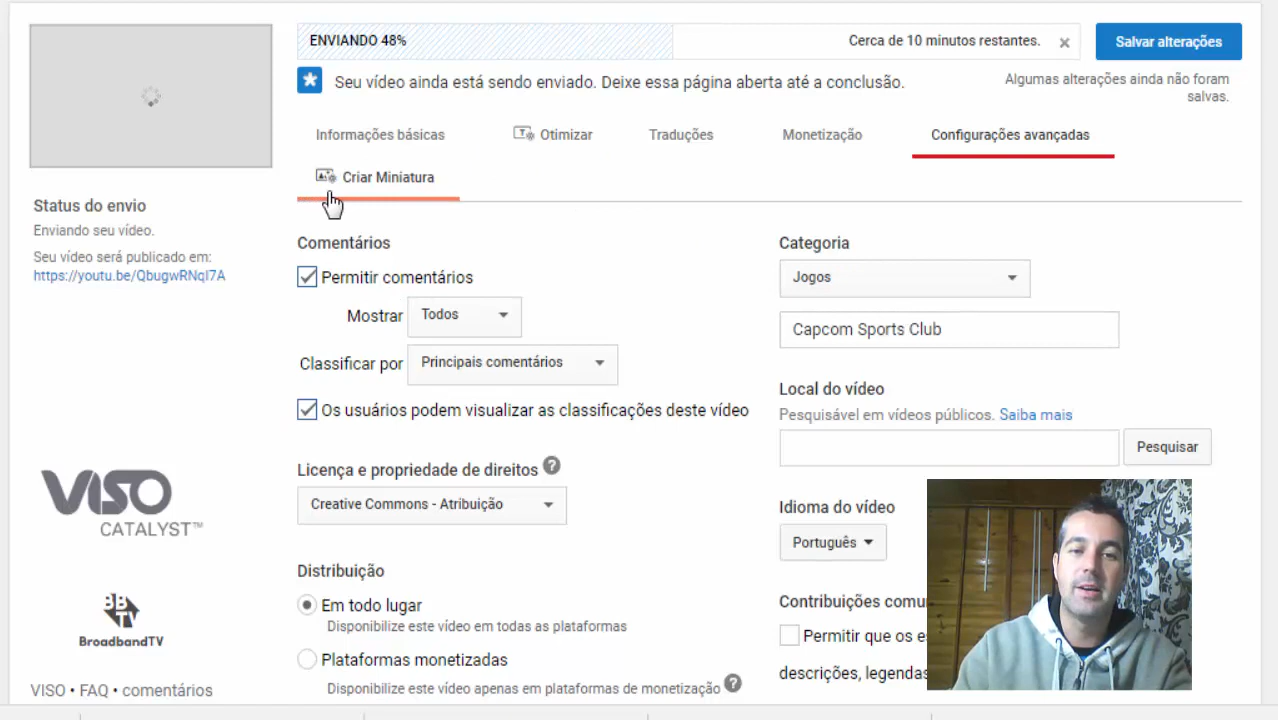 ENVIANDO 48%
Cerca de 10 minutos restantes.
Salvar alterações
Seu vídeo ainda está sendo enviado. Deixe essa página aberta até a conclusão.
Algumas alterações ainda não foram
salvas.
Informações básicas
Otimizar
Traduções
Monetização
Configurações avançadas
Criar Miniatura
Status do envio
Enviando seu vídeo.
Seu vídeo será publicado em:
https://youtu.be/QbugwRNqI7A
Comentários
Permitir comentários
Mostrar
Todos
Classificar por
Principais comentários
Os usuários podem visualizar as classificações deste vídeo
Licença e propriedade de direitos
Creative Commons - Atribuição
Distribuição
Em todo lugar
Disponibilize este vídeo em todas as plataformas
Plataformas monetizadas
Disponibilize este vídeo apenas em plataformas de monetização
Categoria
Jogos
Capcom Sports Club
Local do vídeo
Pesquisável em vídeos públicos. Saiba mais
Pesquisar
Idioma do vídeo
Português
Contribuições
Permitir que os
descrições, legendas
VISO
CATALYST™
BBTV
BroadbandTV
VISO • FAQ • comentários